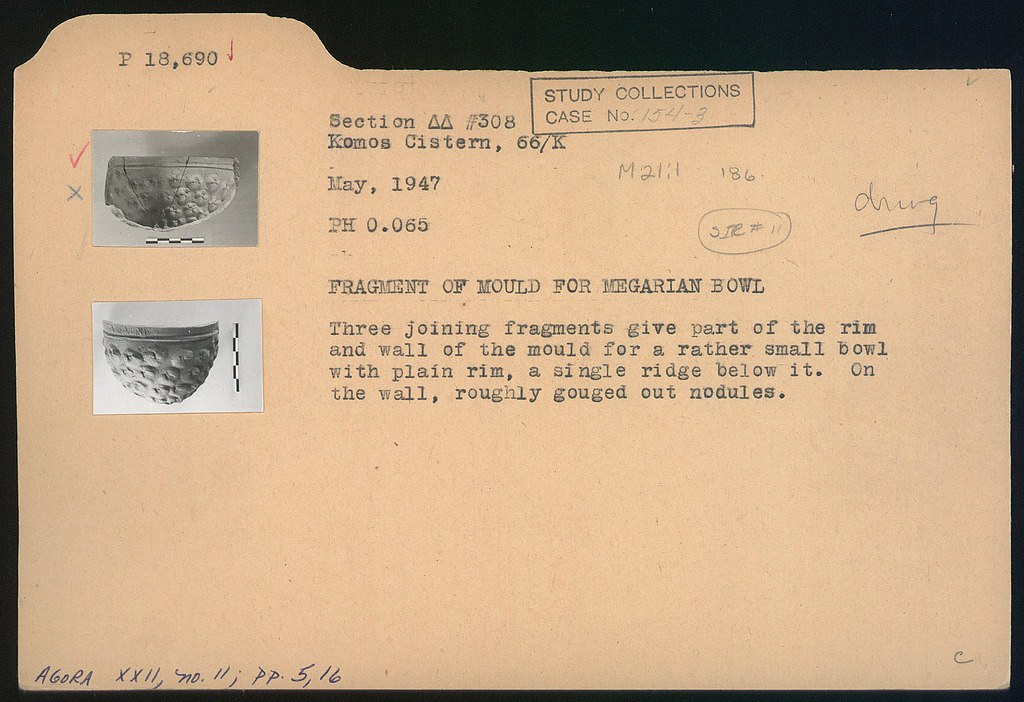 P 18,690
STUDY COLLECTIONS
CASE No. 154-3
Section ΔΔ #308
Komos Cistern, 66/K
M 21:1 186.
May, 1947
drwg
PH 0.065
STR # 11
FRAGMENT OF MOULD FOR MEGARIAN BOWL
Three joining fragments give part of the rim
and wall of the mould for a rather small bowl
with plain rim, a single ridge below it. On
the wall, roughly gouged out nodules.
C
AGORA XXII, no. 11; pp. 5, 16